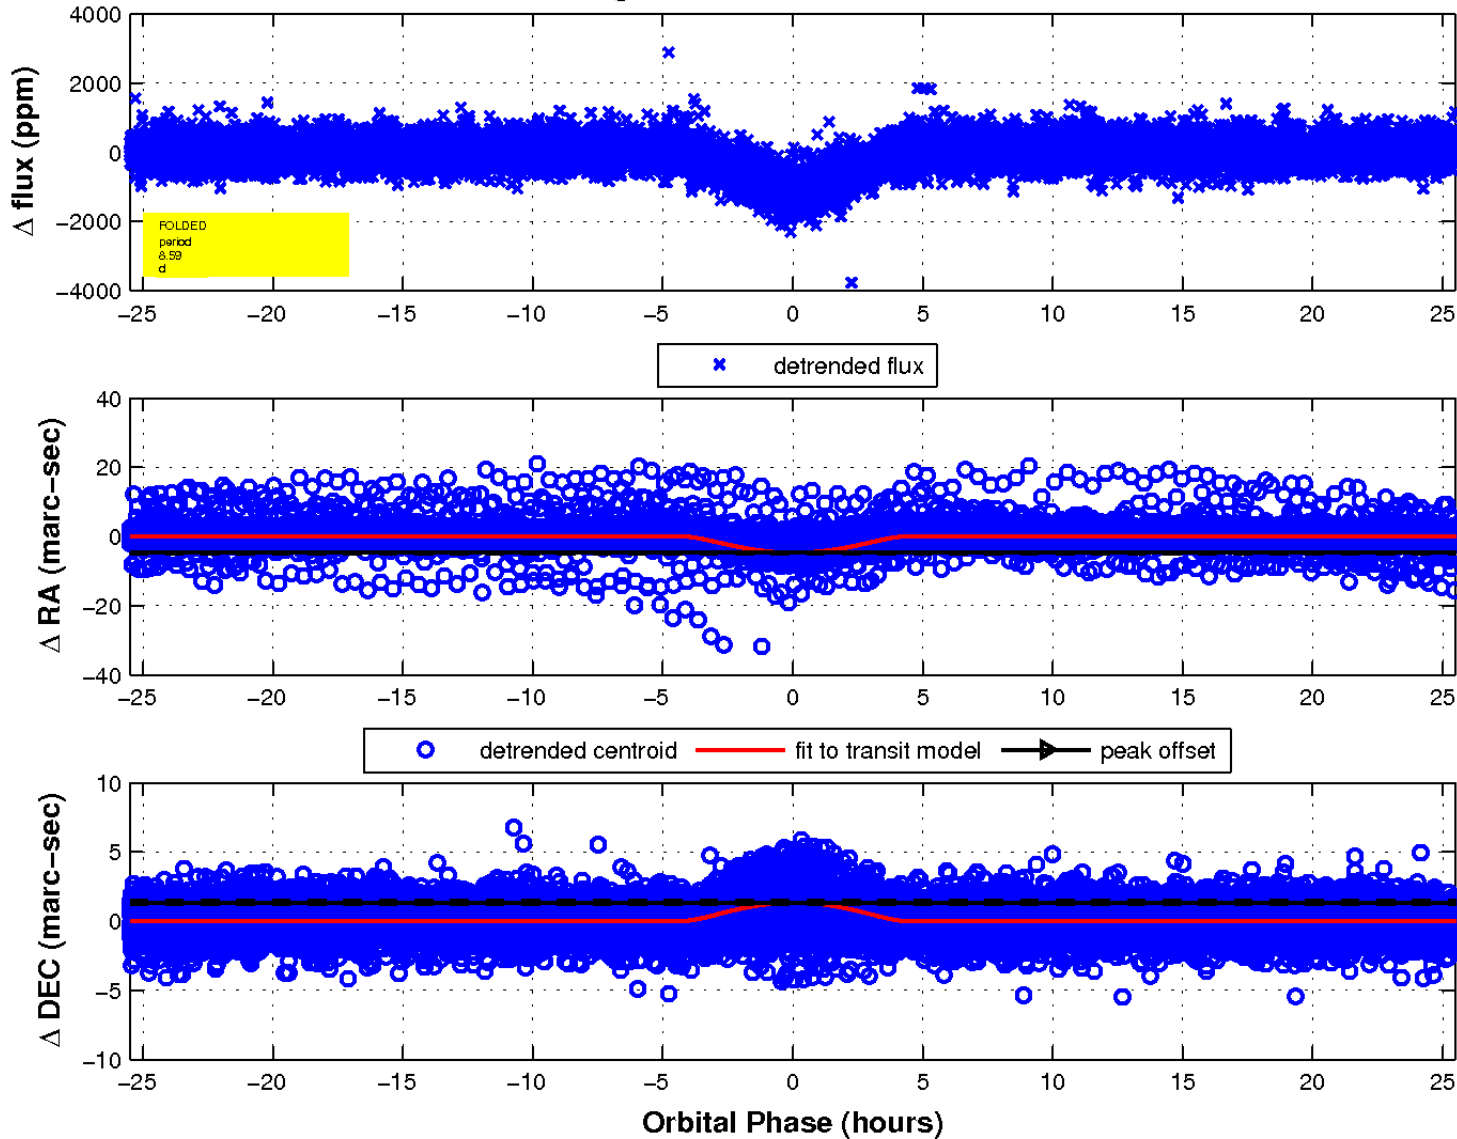 4000
2000
0
−2000
−4000
Δ flux (ppm)
FOLDED
period
8.59
d
−25 −20 −15 −10 −5 0 5 10 15 20 25
detrended flux
40
20
0
−20
−40
Δ RA (marc−sec)
−25 −20 −15 −10 −5 0 5 10 15 20 25
detrended centroid fit to transit model peak offset
10
5
0
−5
−10
Δ DEC (marc−sec)
−25 −20 −15 −10 −5 0 5 10 15 20 25
Orbital Phase (hours)